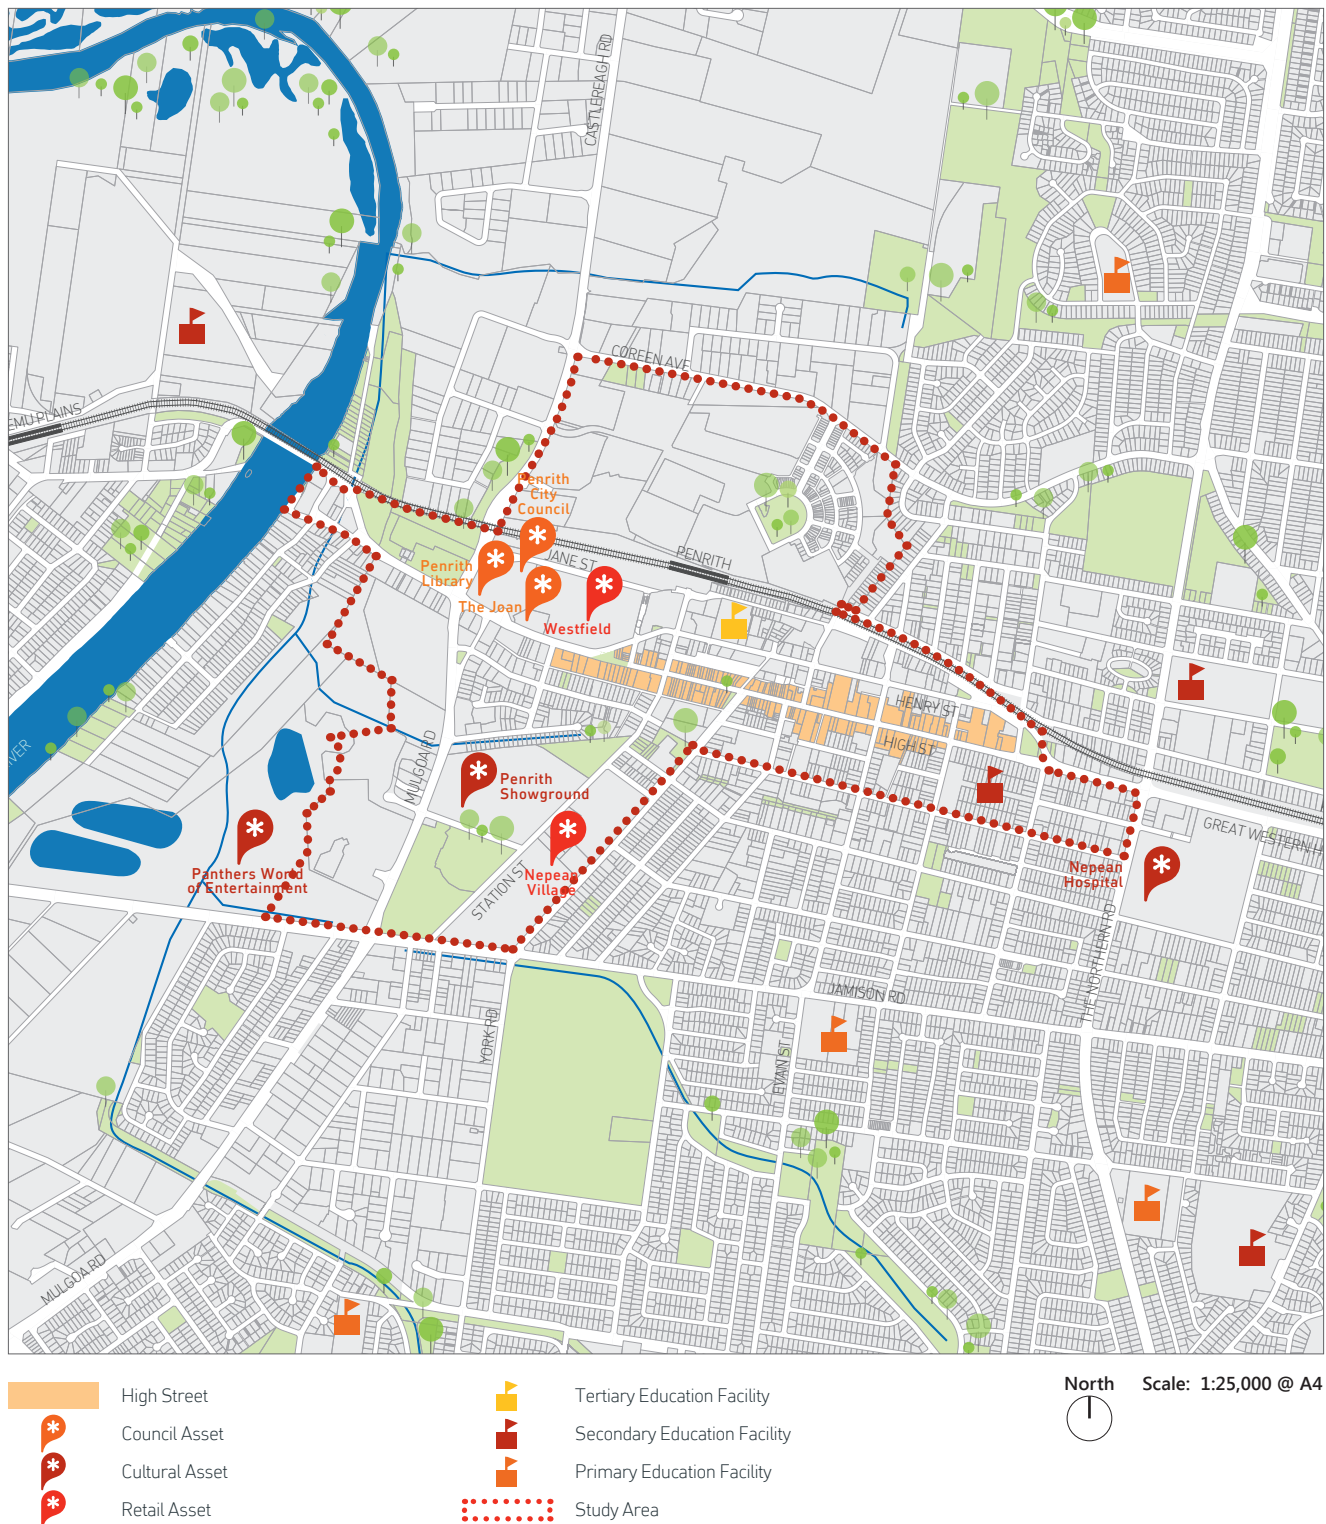 CASTLEREAGH RD
COREEN AVE
EMU PLAINS
Penrith
City
Council
JANE ST
PENRITH
Penrith
Library
The Joan
Westfield
HENRY ST
HIGH ST
MULGOA RD
Penrith
Showground
GREAT WESTERN H
Panthers World
of Entertainment
STATION ST
Nepean
Village
Nepean
Hospital
THE NORTHERN RD
JAMISON RD
YORK RD
EVAN ST
MULGOA RD
IVER
High Street
Council Asset
Cultural Asset
Retail Asset
Tertiary Education Facility
Secondary Education Facility
Primary Education Facility
Study Area
North
Scale: 1:25,000 @ A4